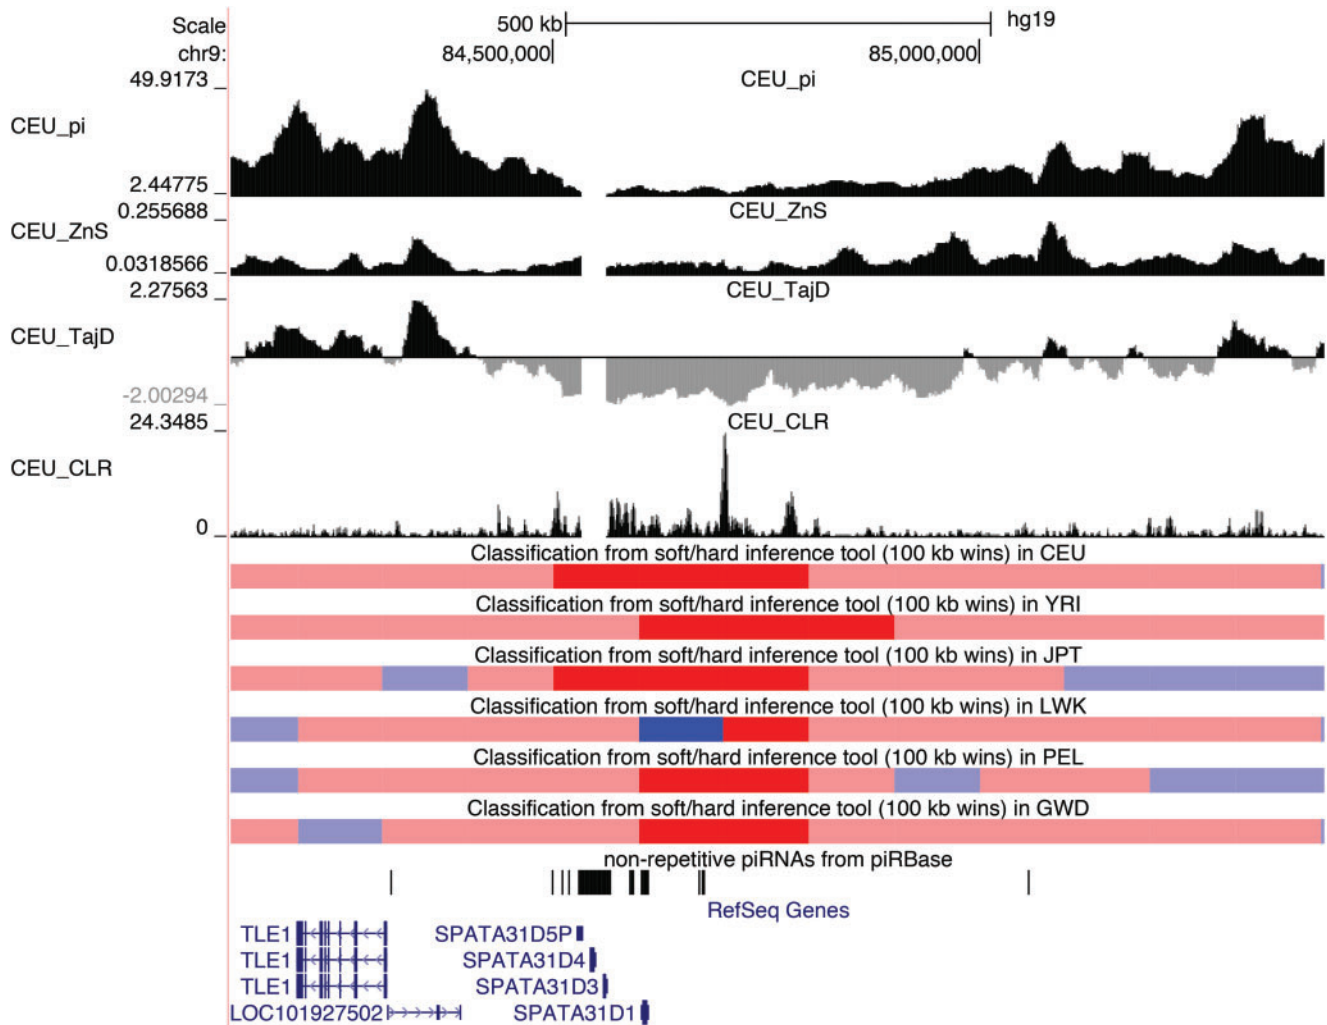 Scale 500 kb hg19
chr9: 84,500,000 85,000,000
49.9173 CEU_pi
CEU_pi
2.44775
0.255688 CEU_ZnS
CEU_ZnS
0.0318566
2.27563 CEU_TajD
CEU_TajD
-2.00294
24.3485 CEU_CLR
CEU_CLR
0
Classification from soft/hard inference tool (100 kb wins) in CEU
Classification from soft/hard inference tool (100 kb wins) in YRI
Classification from soft/hard inference tool (100 kb wins) in JPT
Classification from soft/hard inference tool (100 kb wins) in LWK
Classification from soft/hard inference tool (100 kb wins) in PEL
Classification from soft/hard inference tool (100 kb wins) in GWD
non-repetitive piRNAs from piRBase
RefSeq Genes
TLE1 SPATA31D5P
TLE1 SPATA31D4
TLE1 SPATA31D3
LOC101927502 SPATA31D1